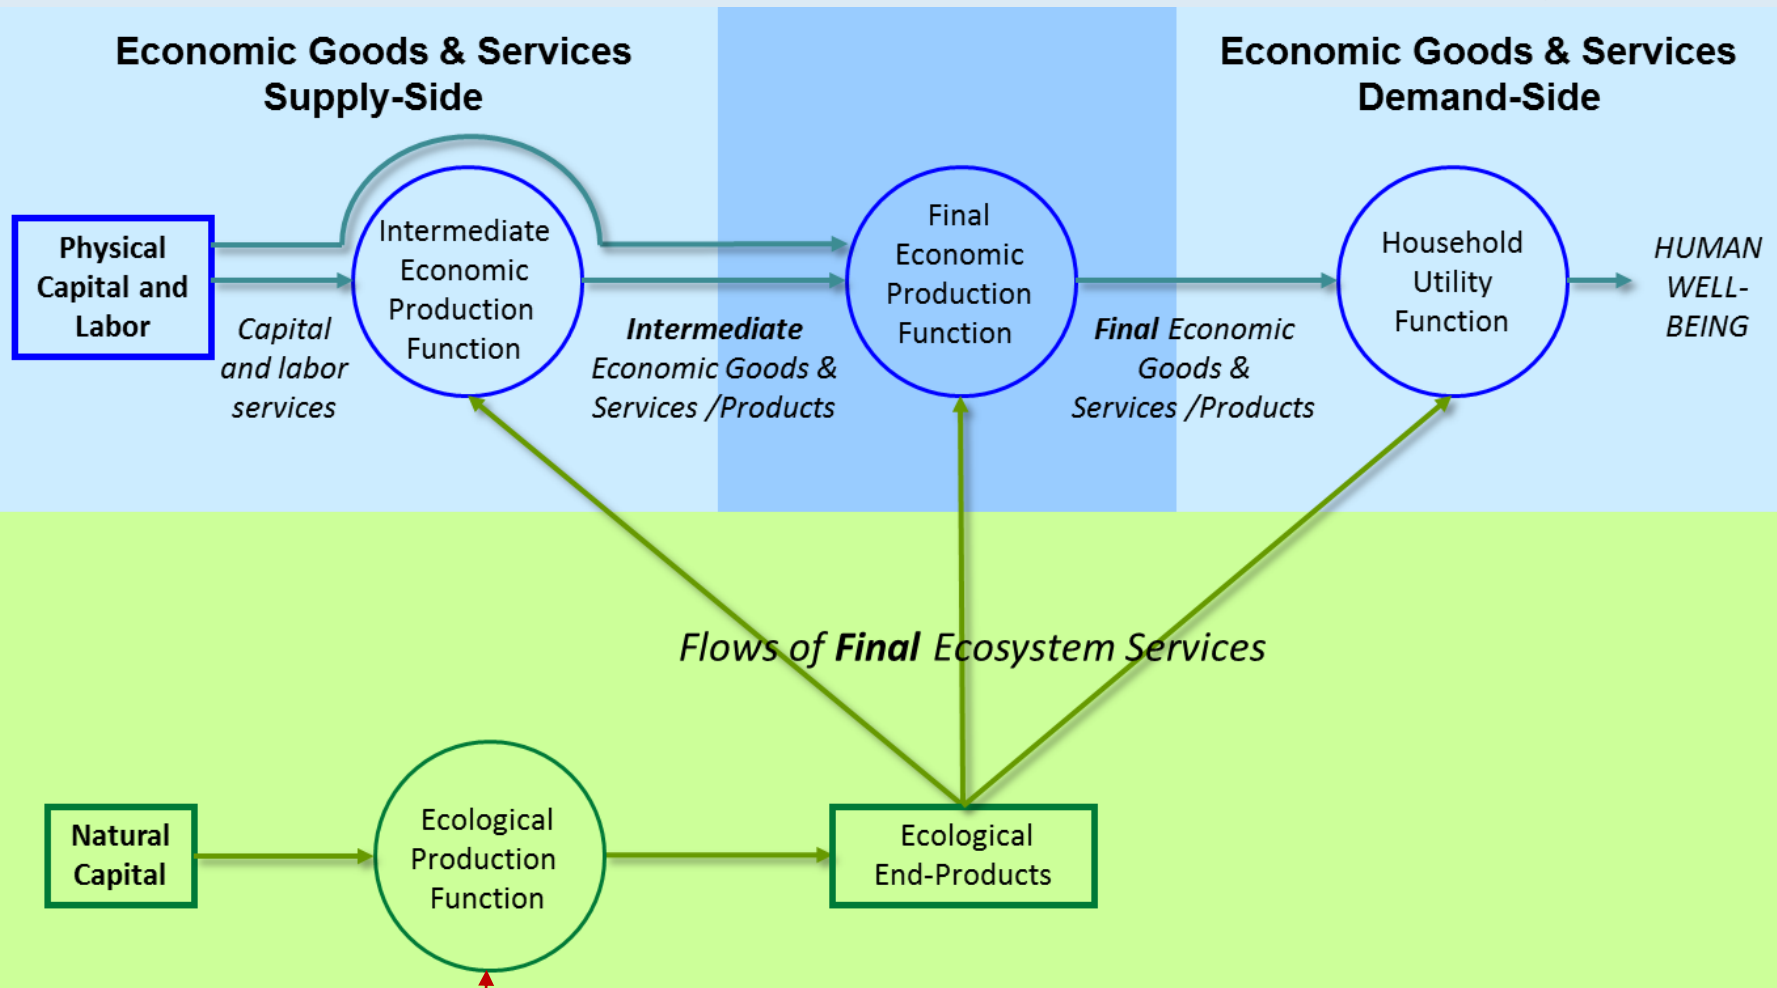 Economic Goods & Services
Supply-Side
Economic Goods & Services
Demand-Side
Physical
Capital and
Labor
Capital
and labor
services
Intermediate
Economic
Production
Function
Intermediate
Economic Goods &
Services /Products
Final
Economic
Production
Function
Final Economic
Goods &
Services /Products
Household
Utility
Function
HUMAN
WELL-
BEING
Flows of Final Ecosystem Services
Natural
Capital
Ecological
Production
Function
Ecological
End-Products